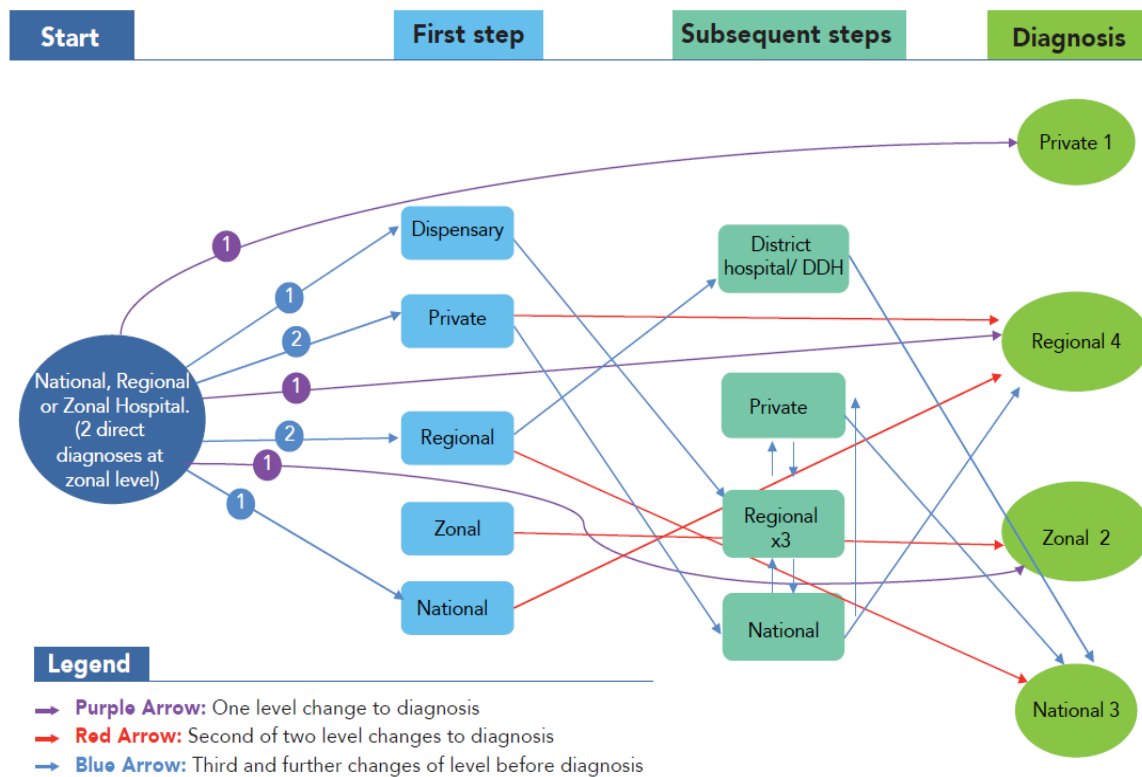 Start
First step
Subsequent steps
Diagnosis
Private 1
1
Dispensary
District
hospital/ DDH
1
Private
2
Regional 4
National, Regional
or Zonal Hospital.
(2 direct
diagnoses at
zonal level)
1
Private
2
Regional
1
1
Zonal
Regional
x3
Zonal 2
National
National
Legend
National 3
Purple Arrow: One level change to diagnosis
Red Arrow: Second of two level changes to diagnosis
Blue Arrow: Third and further changes of level before diagnosis